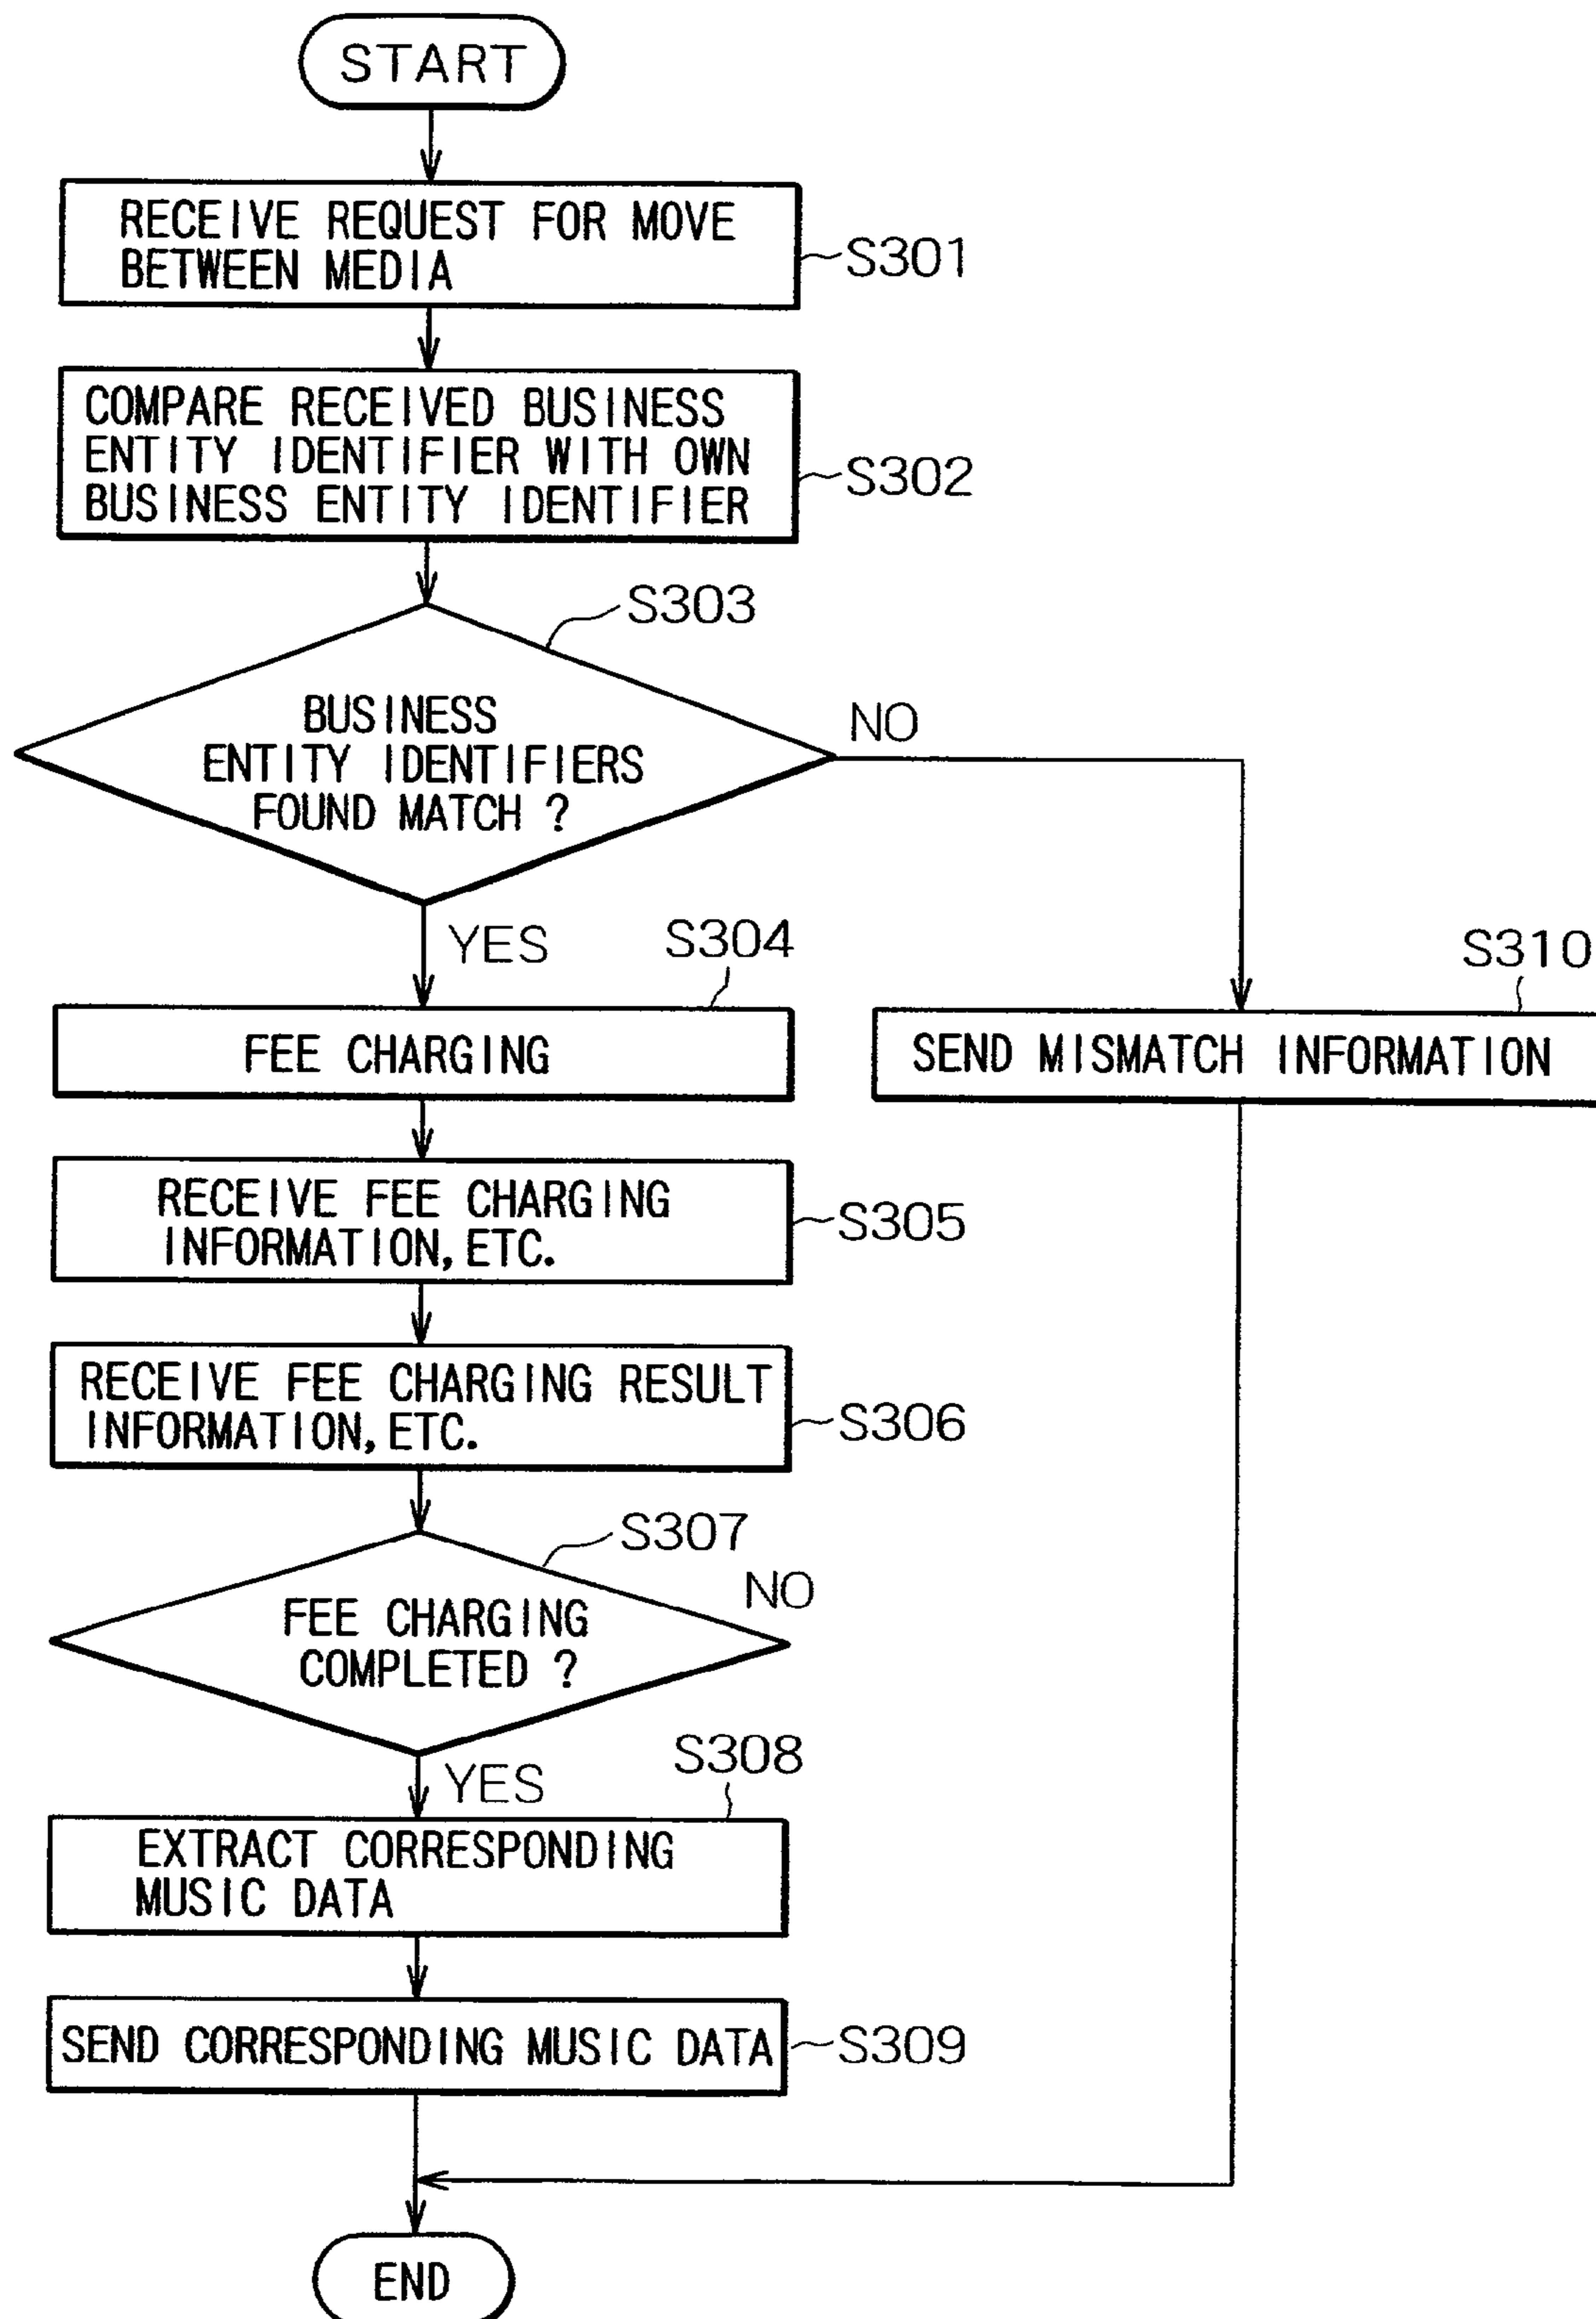 START
RECEIVE REQUEST FOR MOVE
BETWEEN MEDIA
S301
COMPARE RECEIVED BUSINESS
ENTITY IDENTIFIER WITH OWN
BUSINESS ENTITY IDENTIFIER
S302
S303
BUSINESS
ENTITY IDENTIFIERS
FOUND MATCH ?
NO
YES
S304
FEE CHARGING
S310
SEND MISMATCH INFORMATION
RECEIVE FEE CHARGING
INFORMATION, ETC.
S305
RECEIVE FEE CHARGING RESULT
INFORMATION, ETC.
S306
S307
FEE CHARGING
COMPLETED ?
NO
YES
S308
EXTRACT CORRESPONDING
MUSIC DATA
SEND CORRESPONDING MUSIC DATA
S309
END